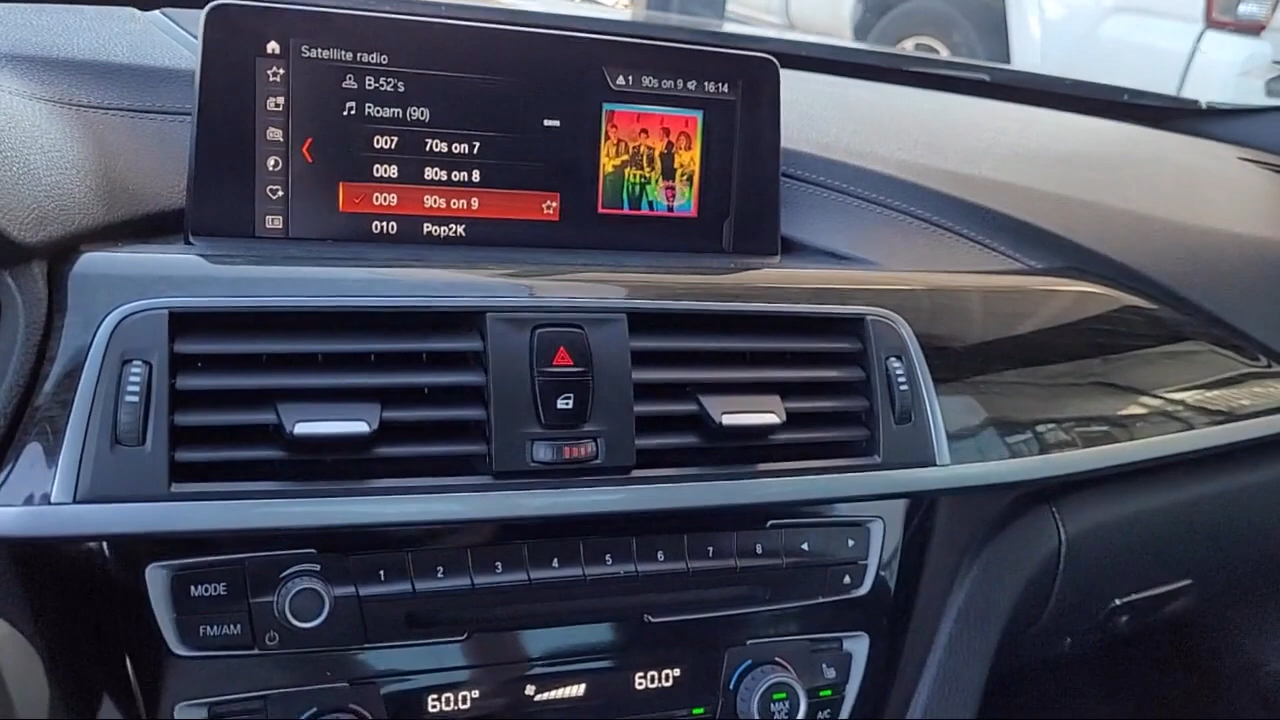 Satellite radio
1 90s on 9 16:14
B-52's
Roam (90)
007 70s on 7
008 80s on 8
009 90s on 9
010 Pop2K
MODE
1 2 3 4 5 6 7 8
FM/AM
60.0°
60.0°
MAX
A/C
A/C